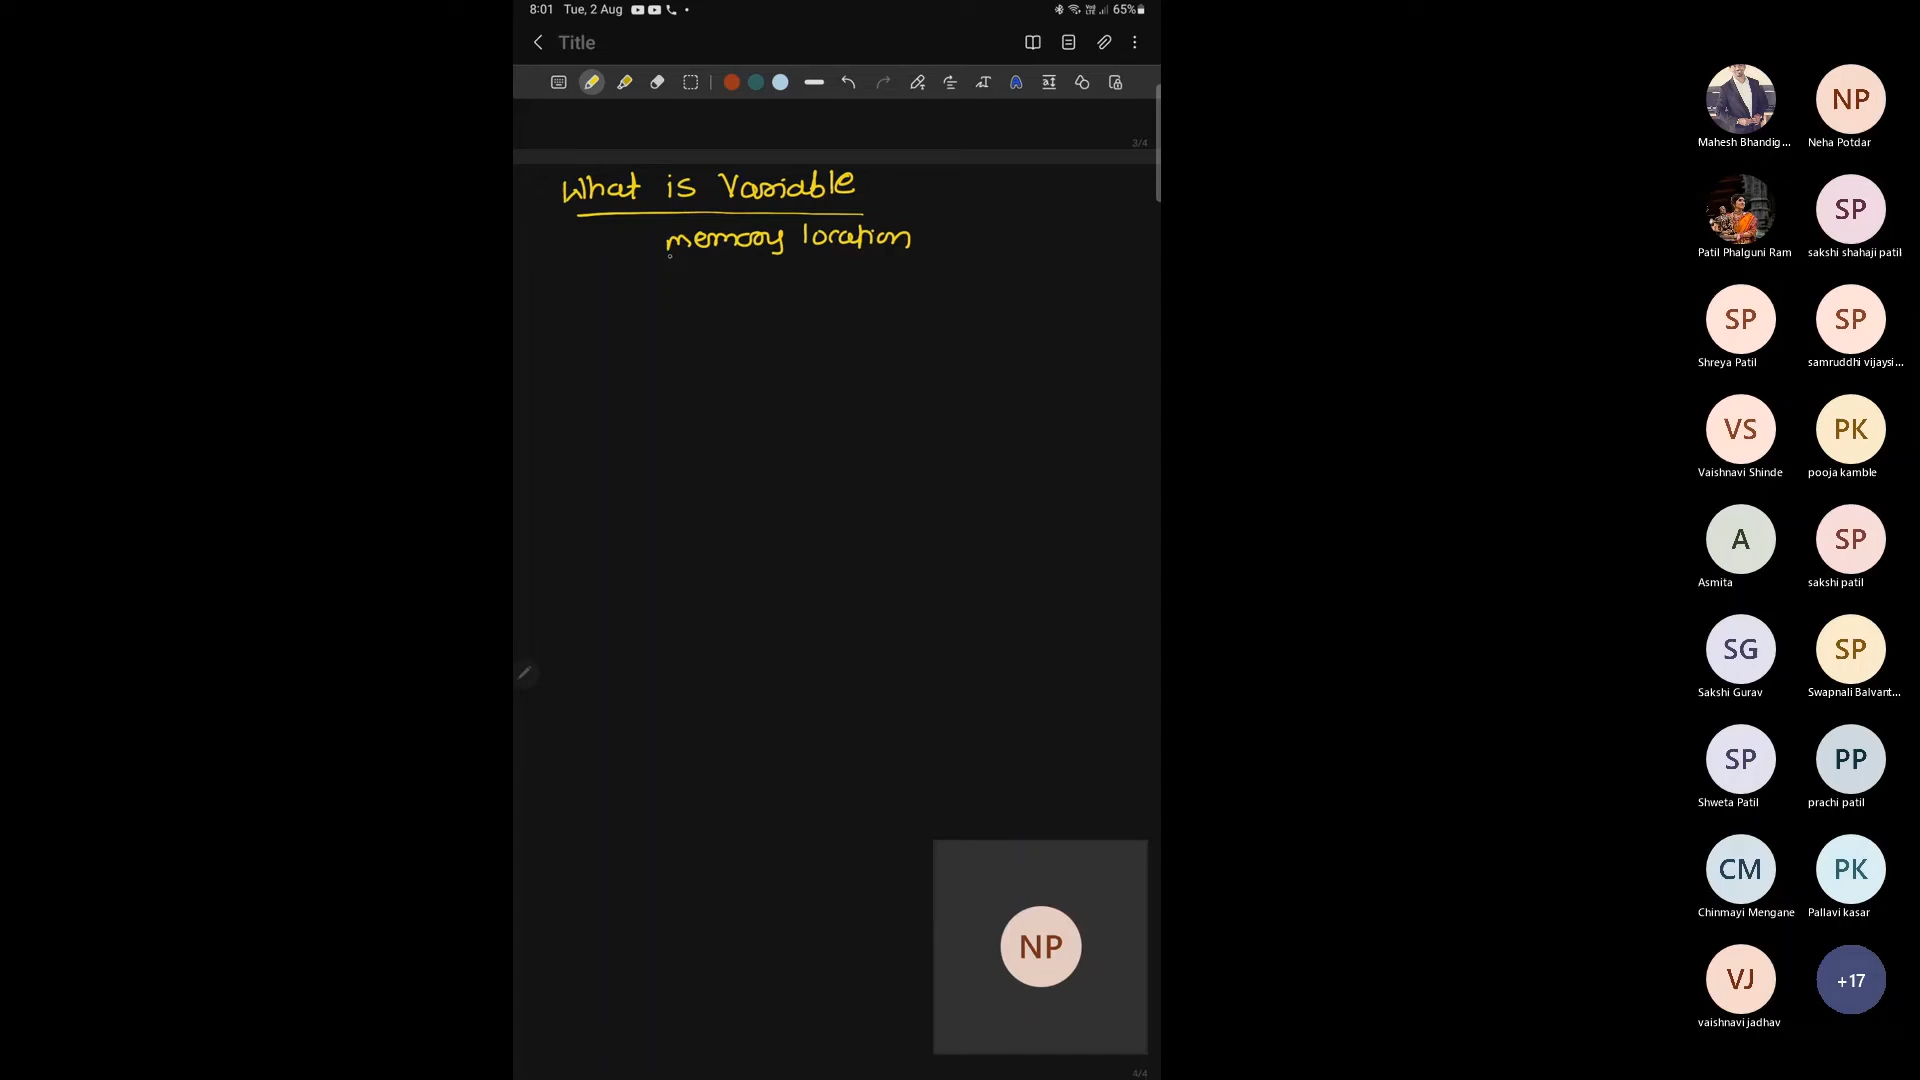 8:01 Tue, 2 Aug
65%
Title
3/4
What is Variable
memory location
NP
4/4
Mahesh Bhandig...
NP
Neha Potdar
Patil Phalguni Ram
SP
sakshi shahaji patil
SP
Shreya Patil
SP
samruddhi vijaysi...
VS
Vaishnavi Shinde
PK
pooja kamble
A
Asmita
SP
sakshi patil
SG
Sakshi Gurav
SP
Swapnali Balvant...
SP
Shweta Patil
PP
prachi patil
CM
Chinmayi Mengane
PK
Pallavi kasar
VJ
vaishnavi jadhav
+17